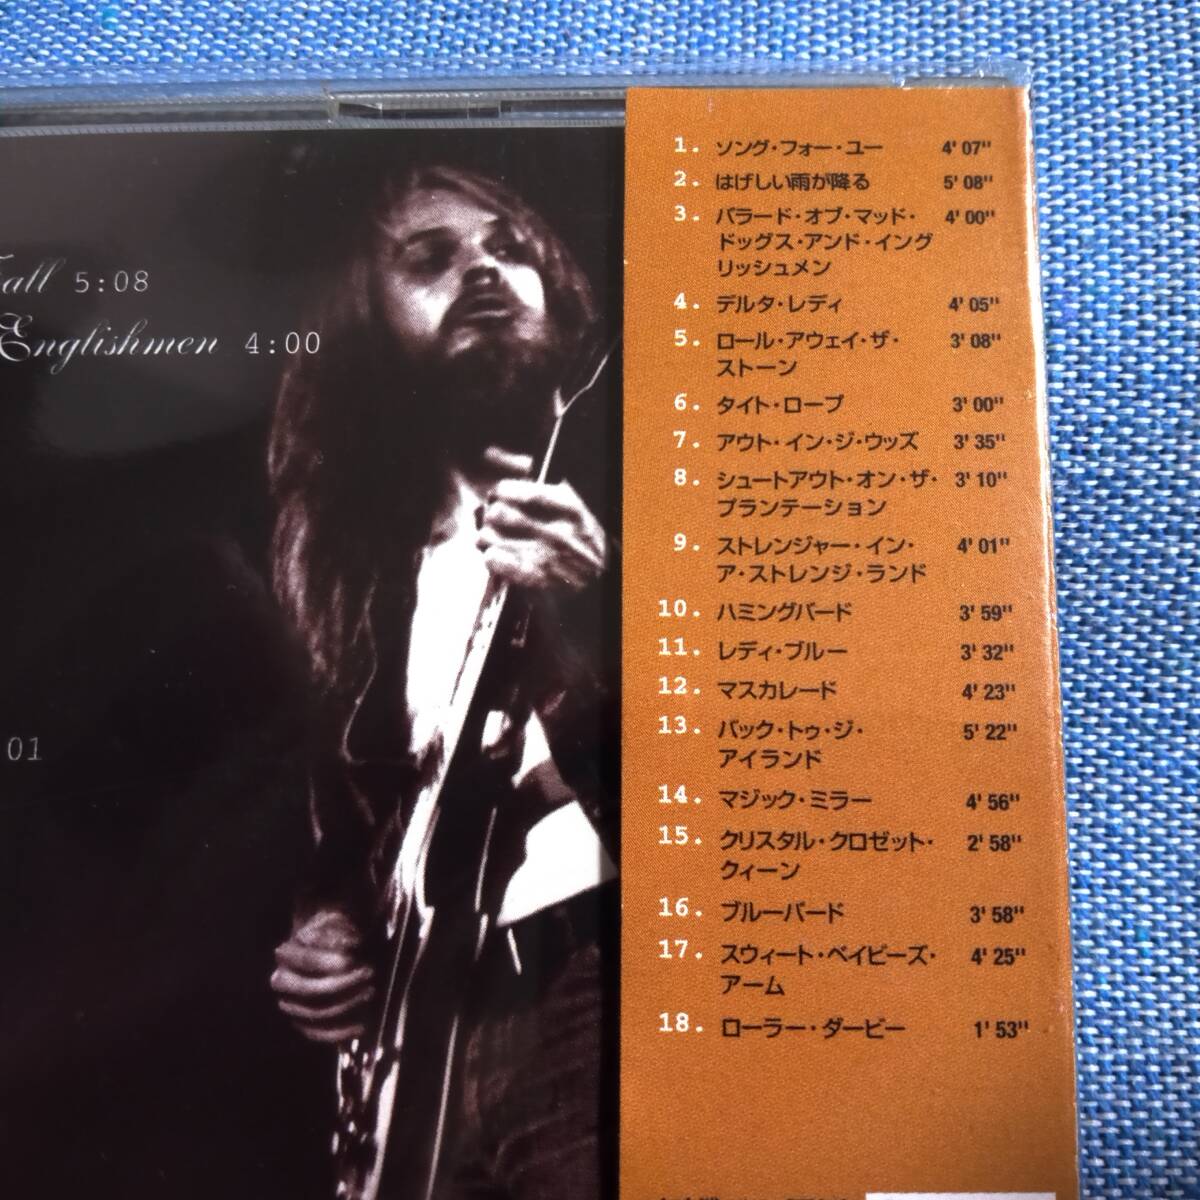 Fall 5:08
Englishmen 4:00
01
1. ソング・フォー・ユー 4' 07"
2. はげしい雨が降る 5' 08"
3. バラード・オブ・マッド・ 4' 00"
ドッグス・アンド・イング
リッシュメン
4. デルタ・レディ 4' 05"
5. ロール・アウェイ・ザ・ 3' 08"
ストーン
6. タイト・ロープ 3' 00"
7. アウト・イン・ジ・ウッズ 3' 35"
8. シュートアウト・オン・ザ・ 3' 10"
プランテーション
9. ストレンジャー・イン・ 4' 01"
ア・ストレンジ・ランド
10. ハミングバード 3' 59"
11. レディ・ブルー 3' 32"
12. マスカレード 4' 23"
13. バック・トゥ・ジ・ 5' 22"
アイランド
14. マジック・ミラー 4' 56"
15. クリスタル・クロゼット・ 2' 58"
クィーン
16. ブルーバード 3' 58"
17. スウィート・ベイビーズ・ 4' 25"
アーム
18. ローラー・ダービー 1' 53"